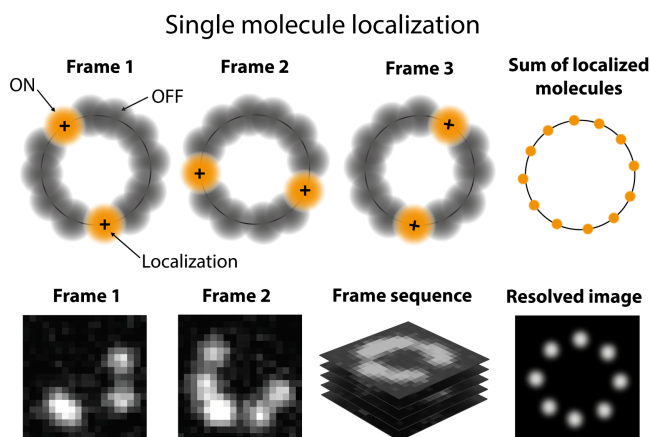 Single molecule localization
Frame 1
Frame 2
Frame 3
Sum of localized
molecules
ON
OFF
Localization
Frame 1
Frame 2
Frame sequence
Resolved image